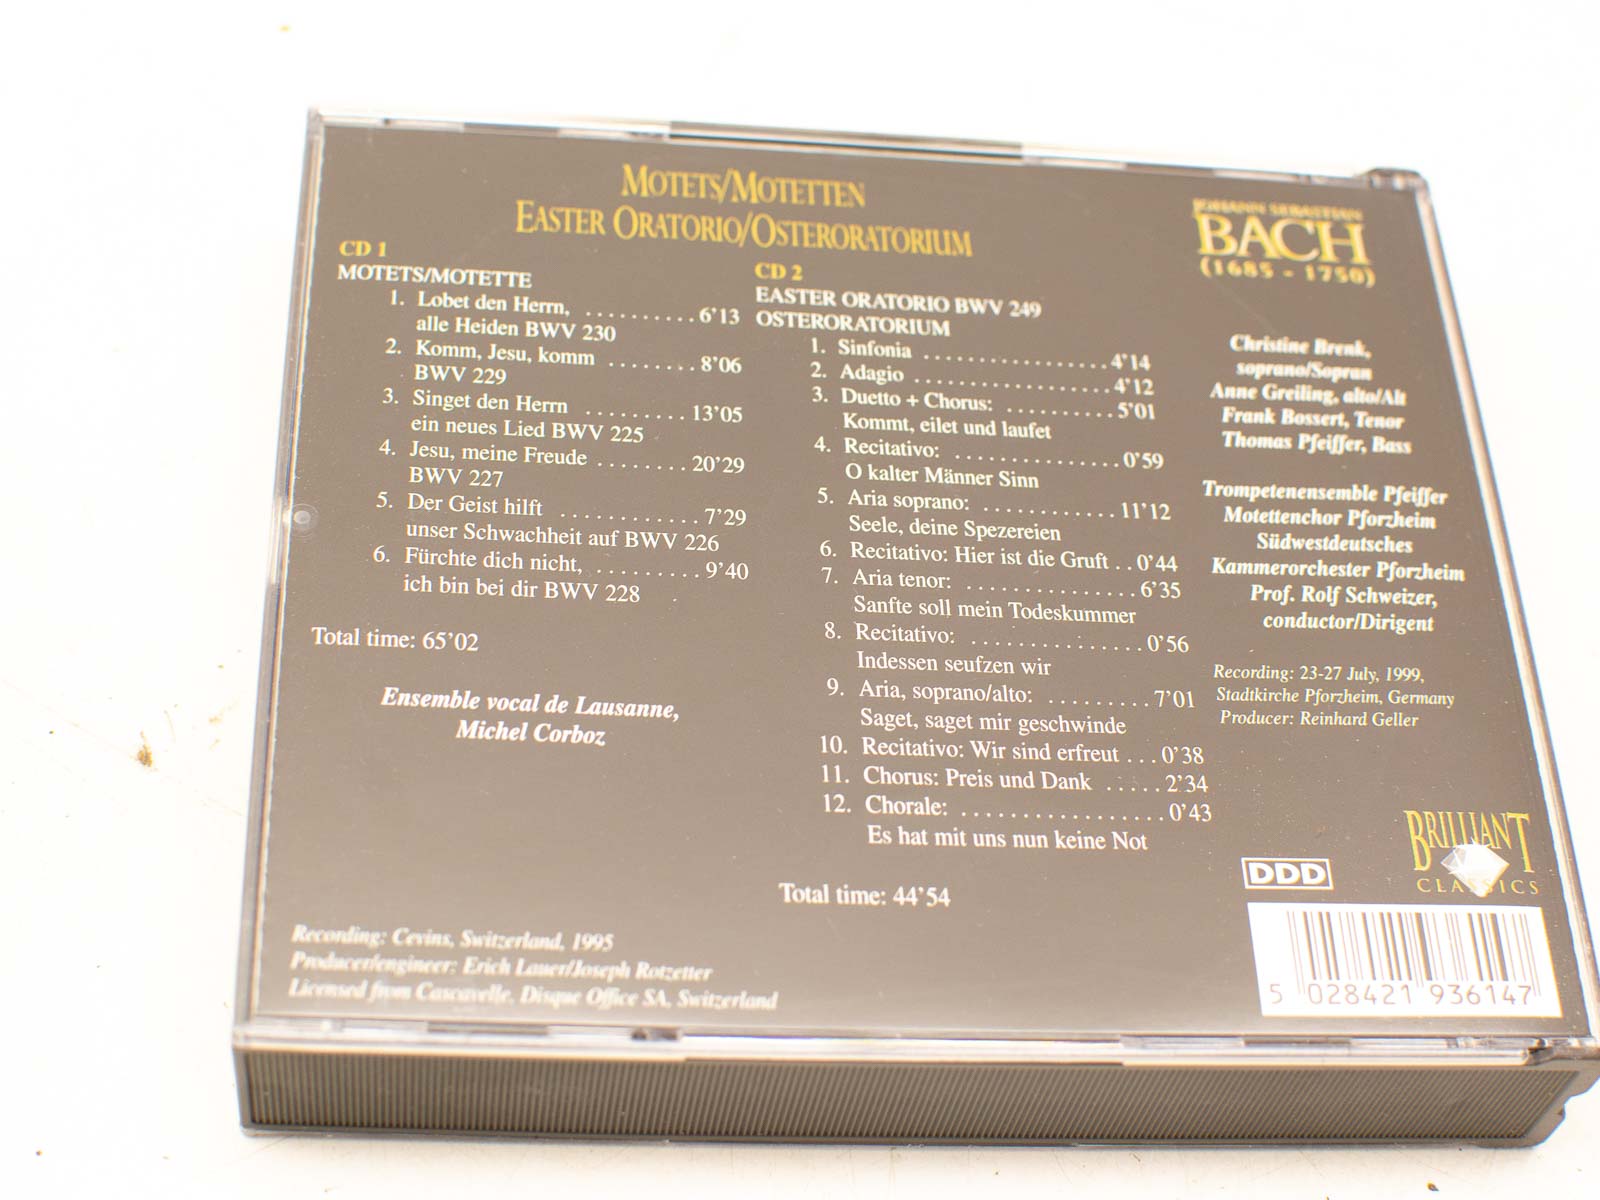 MOTETS/MOTETTEN
EASTER ORATORIO/OSTERORATORIUM
CD 1
MOTETS/MOTETTE
1. Lobet den Herrn, .......... 6'13
alle Heiden BWV 230
2. Komm, Jesu, komm ........ 8'06
BWV 229
3. Singet den Herrn ......... 13'05
ein neues Lied BWV 225
4. Jesu, meine Freude ........ 20'29
BWV 227
5. Der Geist hilft ............ 7'29
unser Schwachheit auf BWV 226
6. Fürchte dich nicht, ......... 9'40
ich bin bei dir BWV 228
Total time: 65'02
Ensemble vocal de Lausanne,
Michel Corboz
Recording: Cevins, Switzerland, 1995
Producer/engineer: Erich Lauer/Joseph Rotzetter
Licensed from Cascavelle, Disque Office SA, Switzerland
CD 2
EASTER ORATORIO BWV 249
OSTERORATORIUM
1. Sinfonia .................. 4'14
2. Adagio ................... 4'12
3. Duetto + Chorus: .......... 5'01
Kommt, eilet und laufet
4. Recitativo: ................ 0'59
O kalter Männer Sinn
5. Aria soprano: ............. 11'12
Seele, deine Spezereien
6. Recitativo: Hier ist die Gruft .. 0'44
7. Aria tenor: ................ 6'35
Sanfte soll mein Todeskummer
8. Recitativo: ................ 0'56
Indessen seufzen wir
9. Aria, soprano/alto: ......... 7'01
Saget, saget mir geschwinde
10. Recitativo: Wir sind erfreut ... 0'38
11. Chorus: Preis und Dank ..... 2'34
12. Chorale: .................. 0'43
Es hat mit uns nun keine Not
Total time: 44'54
JOHANN SEBASTIAN
BACH
(1685 - 1750)
Christine Brenk,
soprano/Sopran
Anne Greiling, alto/Alt
Frank Bossert, Tenor
Thomas Pfeiffer, Bass
Trompetenensemble Pfeiffer
Motettenchor Pforzheim
Südwestdeutsches
Kammerorchester Pforzheim
Prof. Rolf Schweizer,
conductor/Dirigent
Recording: 23-27 July, 1999,
Stadtkirche Pforzheim, Germany
Producer: Reinhard Geller
DDD
BRILLIANT
CLASSICS
5 028421 936147